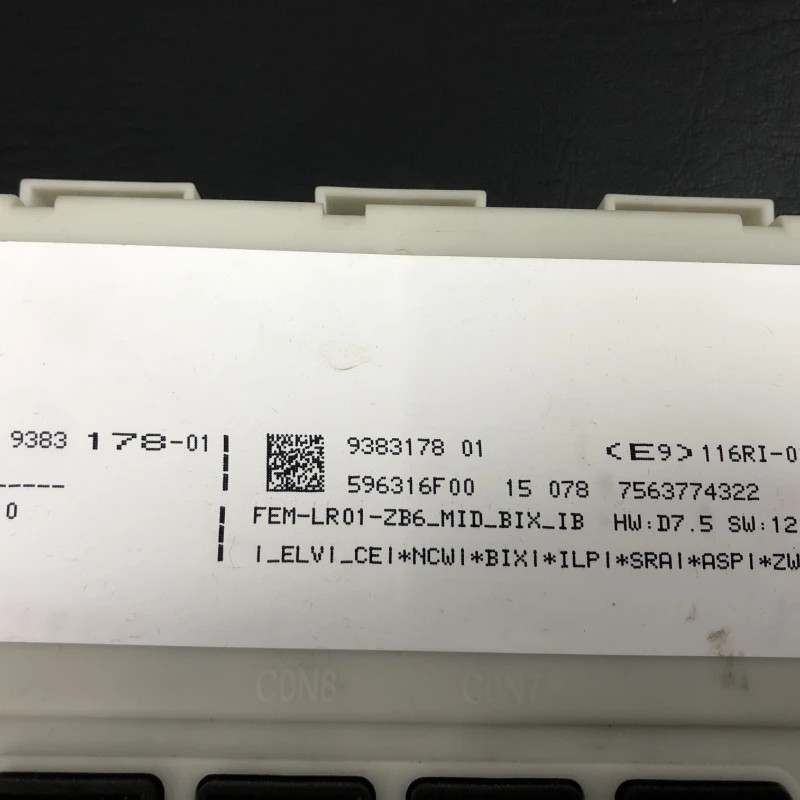 9383 178-01
0
9383178 01 <E9> 116RI-0
596316F00 15 078 7563774322
FEM-LR01-ZB6_MID_BIX_IB HW:D7.5 SW:12
|_ELV|_CE|*NCW|*BIX|*ILP|*SRA|*ASP|*ZW
CON8 CON7